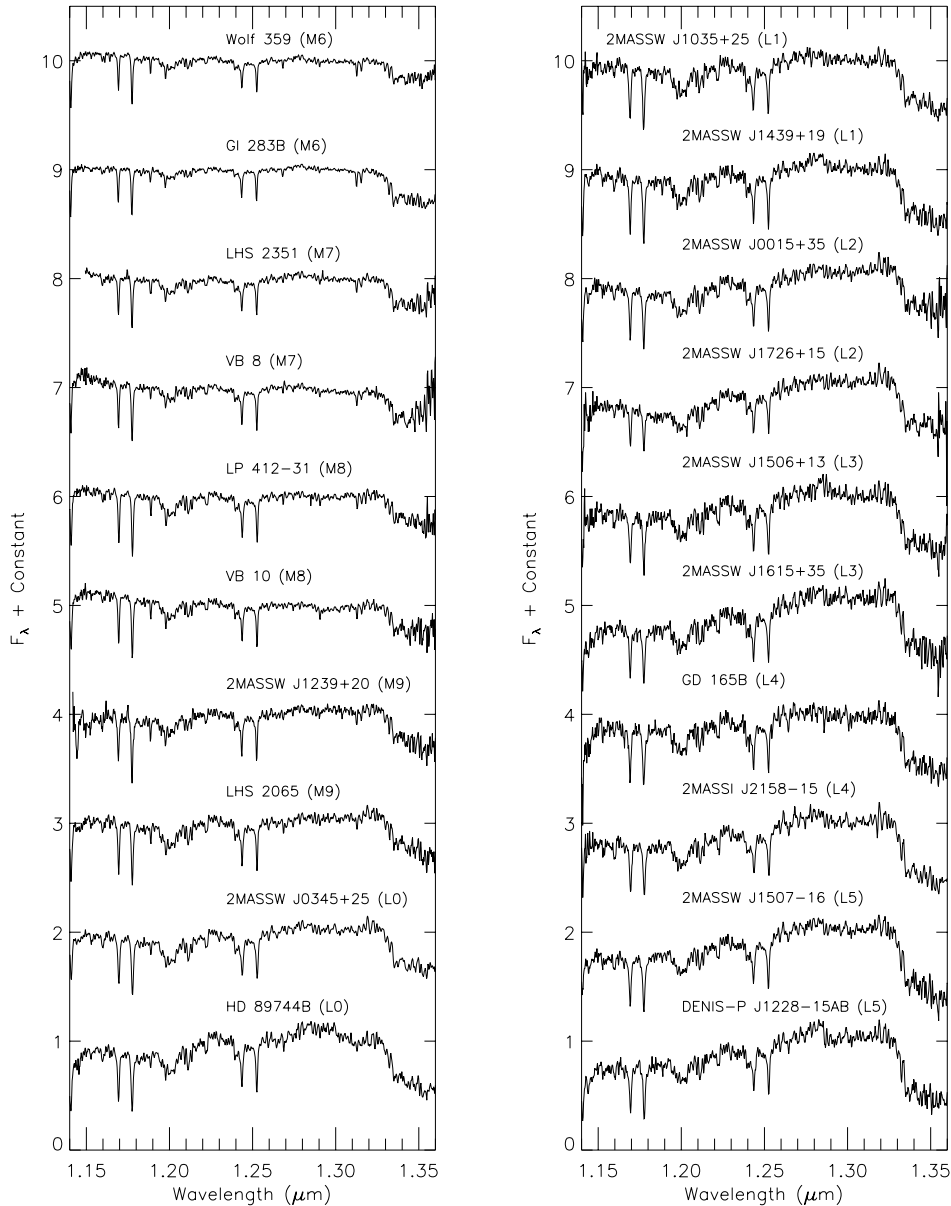 Wolf 359 (M6)
Gl 283B (M6)
LHS 2351 (M7)
VB 8 (M7)
LP 412−31 (M8)
VB 10 (M8)
2MASSW J1239+20 (M9)
LHS 2065 (M9)
2MASSW J0345+25 (L0)
HD 89744B (L0)
10
9
8
7
6
5
4
3
2
1
0
Fλ + Constant
1.15 1.20 1.25 1.30 1.35
Wavelength (μm)
2MASSW J1035+25 (L1)
2MASSW J1439+19 (L1)
2MASSW J0015+35 (L2)
2MASSW J1726+15 (L2)
2MASSW J1506+13 (L3)
2MASSW J1615+35 (L3)
GD 165B (L4)
2MASSI J2158−15 (L4)
2MASSW J1507−16 (L5)
DENIS−P J1228−15AB (L5)
10
9
8
7
6
5
4
3
2
1
0
Fλ + Constant
1.15 1.20 1.25 1.30 1.35
Wavelength (μm)